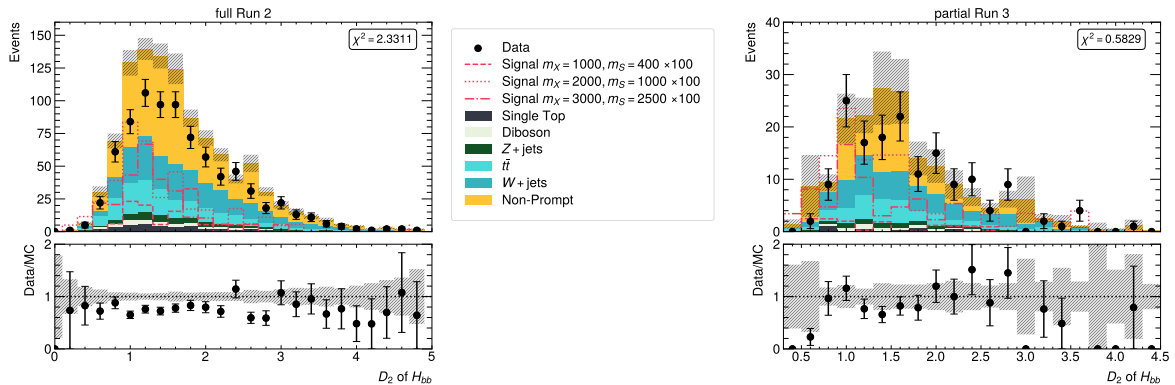 full Run 2
Events
150
125
100
75
50
25
0
χ² = 2.3311
Data/MC
2
1
0
0 1 2 3 4 5
D₂ of H_bb
Data
Signal m_X = 1000, m_S = 400 ×100
Signal m_X = 2000, m_S = 1000 ×100
Signal m_X = 3000, m_S = 2500 ×100
Single Top
Diboson
Z + jets
tt̄
W + jets
Non-Prompt
partial Run 3
Events
40
30
20
10
0
χ² = 0.5829
Data/MC
2
1
0
0.5 1.0 1.5 2.0 2.5 3.0 3.5 4.0 4.5
D₂ of H_bb